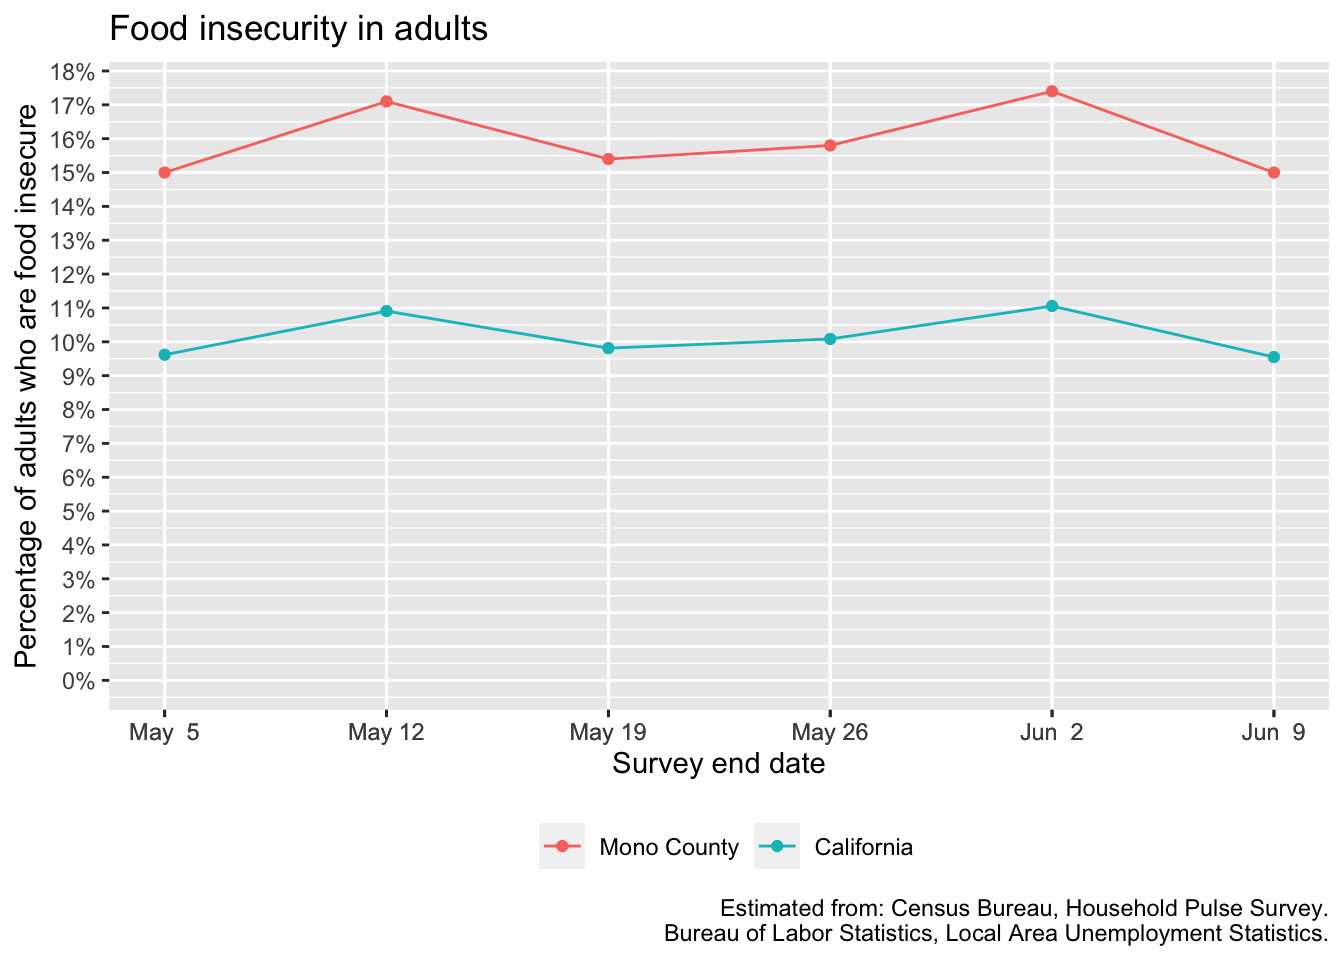 Food insecurity in adults
Percentage of adults who are food insecure
18%
17%
16%
15%
14%
13%
12%
11%
10%
9%
8%
7%
6%
5%
4%
3%
2%
1%
0%
May 5 May 12 May 19 May 26 Jun 2 Jun 9
Survey end date
Mono County California
Estimated from: Census Bureau, Household Pulse Survey.
Bureau of Labor Statistics, Local Area Unemployment Statistics.